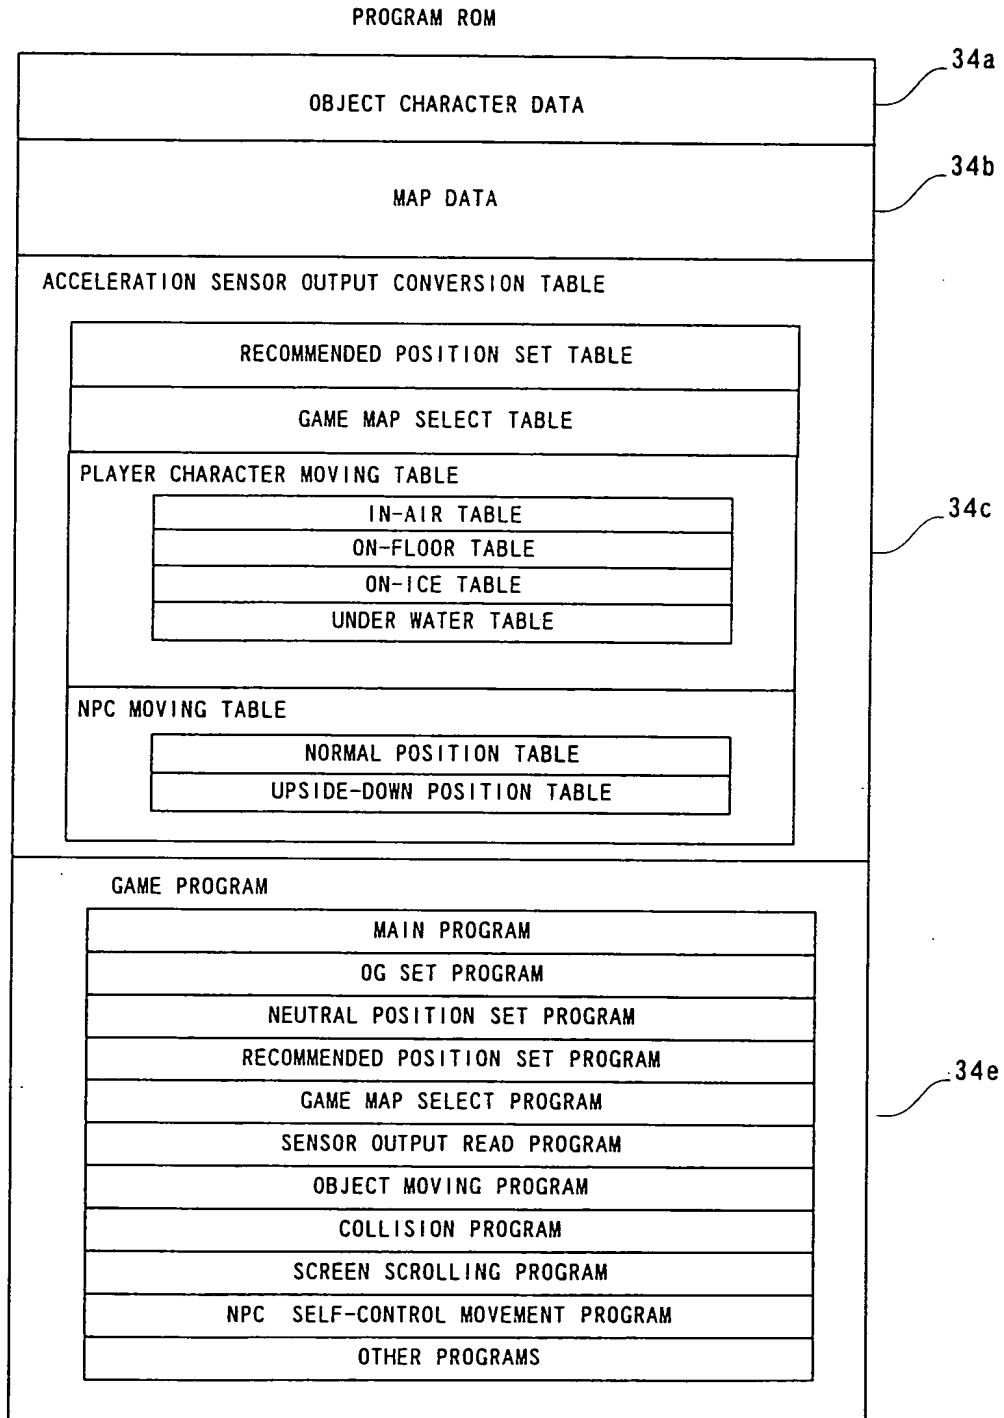 PROGRAM ROM
34a
OBJECT CHARACTER DATA
34b
MAP DATA
ACCELERATION SENSOR OUTPUT CONVERSION TABLE
RECOMMENDED POSITION SET TABLE
GAME MAP SELECT TABLE
PLAYER CHARACTER MOVING TABLE
34c
IN-AIR TABLE
ON-FLOOR TABLE
ON-ICE TABLE
UNDER WATER TABLE
NPC MOVING TABLE
NORMAL POSITION TABLE
UPSIDE-DOWN POSITION TABLE
GAME PROGRAM
MAIN PROGRAM
0G SET PROGRAM
NEUTRAL POSITION SET PROGRAM
RECOMMENDED POSITION SET PROGRAM
34e
GAME MAP SELECT PROGRAM
SENSOR OUTPUT READ PROGRAM
OBJECT MOVING PROGRAM
COLLISION PROGRAM
SCREEN SCROLLING PROGRAM
NPC SELF-CONTROL MOVEMENT PROGRAM
OTHER PROGRAMS